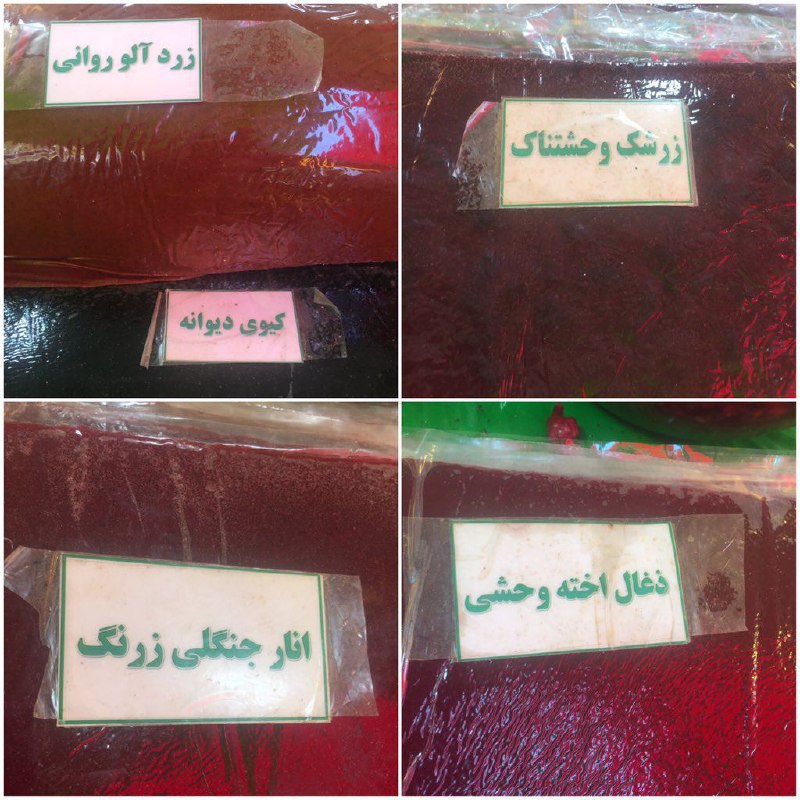 زرد آلو روانی
کیوی دیوانه
زرشک وحشتناک
انار جنگلی زرنگ
ذغال اخته وحشی